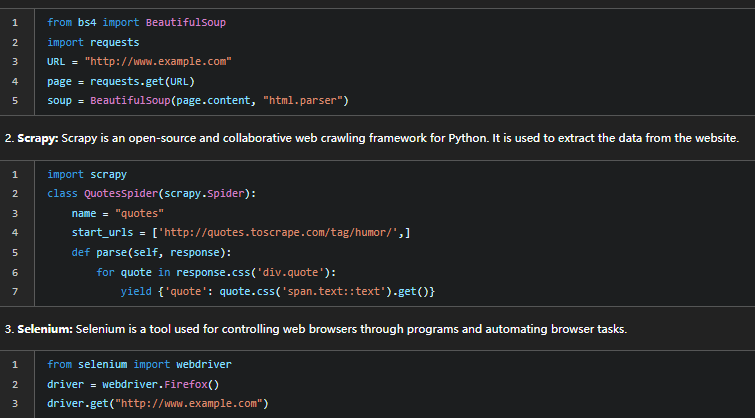 1 from bs4 import BeautifulSoup
2 import requests
3 URL = "http://www.example.com"
4 page = requests.get(URL)
5 soup = BeautifulSoup(page.content, "html.parser")
2. Scrapy: Scrapy is an open-source and collaborative web crawling framework for Python. It is used to extract the data from the website.
1 import scrapy
2 class QuotesSpider(scrapy.Spider):
3     name = "quotes"
4     start_urls = ['http://quotes.toscrape.com/tag/humor/',]
5     def parse(self, response):
6         for quote in response.css('div.quote'):
7             yield {'quote': quote.css('span.text::text').get()}
3. Selenium: Selenium is a tool used for controlling web browsers through programs and automating browser tasks.
1 from selenium import webdriver
2 driver = webdriver.Firefox()
3 driver.get("http://www.example.com")